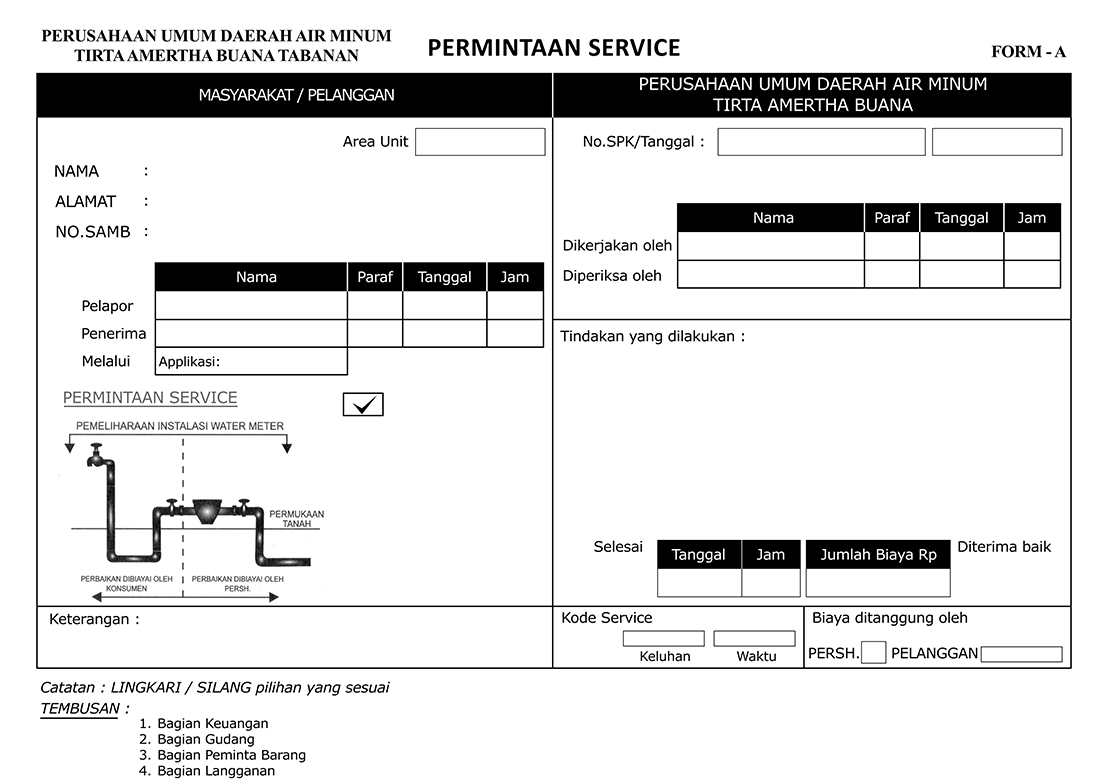 PERUSAHAAN UMUM DAERAH AIR MINUM
TIRTA AMERTHA BUANA TABANAN
PERMINTAAN SERVICE
FORM - A
MASYARAKAT / PELANGGAN
Area Unit
NAMA :
ALAMAT :
NO.SAMB :
Nama Paraf Tanggal Jam
Pelapor
Penerima
Melalui Applikasi:
PERMINTAAN SERVICE
PEMELIHARAAN INSTALASI WATER METER
PERMUKAAN
TANAH
PERBAIKAN DIBIAYAI OLEH
KONSUMEN
PERBAIKAN DIBIAYAI OLEH
PERSH.
Keterangan :
PERUSAHAAN UMUM DAERAH AIR MINUM
TIRTA AMERTHA BUANA
No.SPK/Tanggal :
Nama Paraf Tanggal Jam
Dikerjakan oleh
Diperiksa oleh
Tindakan yang dilakukan :
Selesai Tanggal Jam Jumlah Biaya Rp Diterima baik
Kode Service
Keluhan Waktu
Biaya ditanggung oleh
PERSH. PELANGGAN
Catatan : LINGKARI / SILANG pilihan yang sesuai
TEMBUSAN :
1. Bagian Keuangan
2. Bagian Gudang
3. Bagian Peminta Barang
4. Bagian Langganan